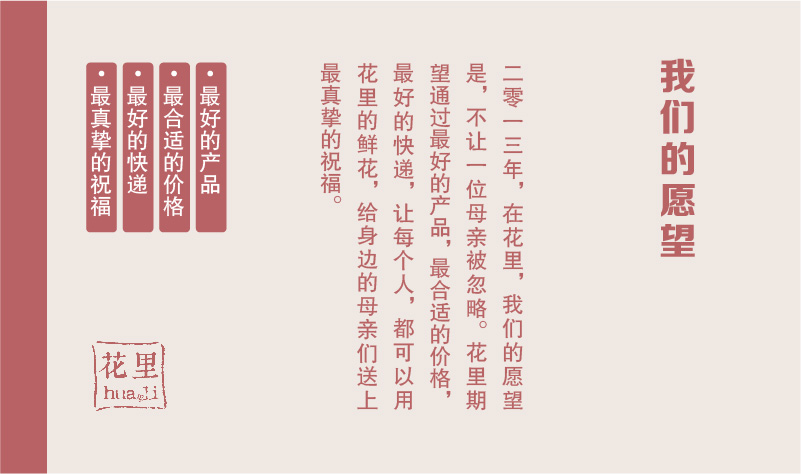 我们的愿望
二零一三年，在花里，我们的愿望
是，不让一位母亲被忽略。花里期
望通过最好的产品，最合适的价格，
最好的快递，让每个人，都可以用
花里的鲜花，给身边的母亲们送上
最真挚的祝福。
·最好的产品
·最合适的价格
·最好的快递
·最真挚的祝福
花里
hua Li